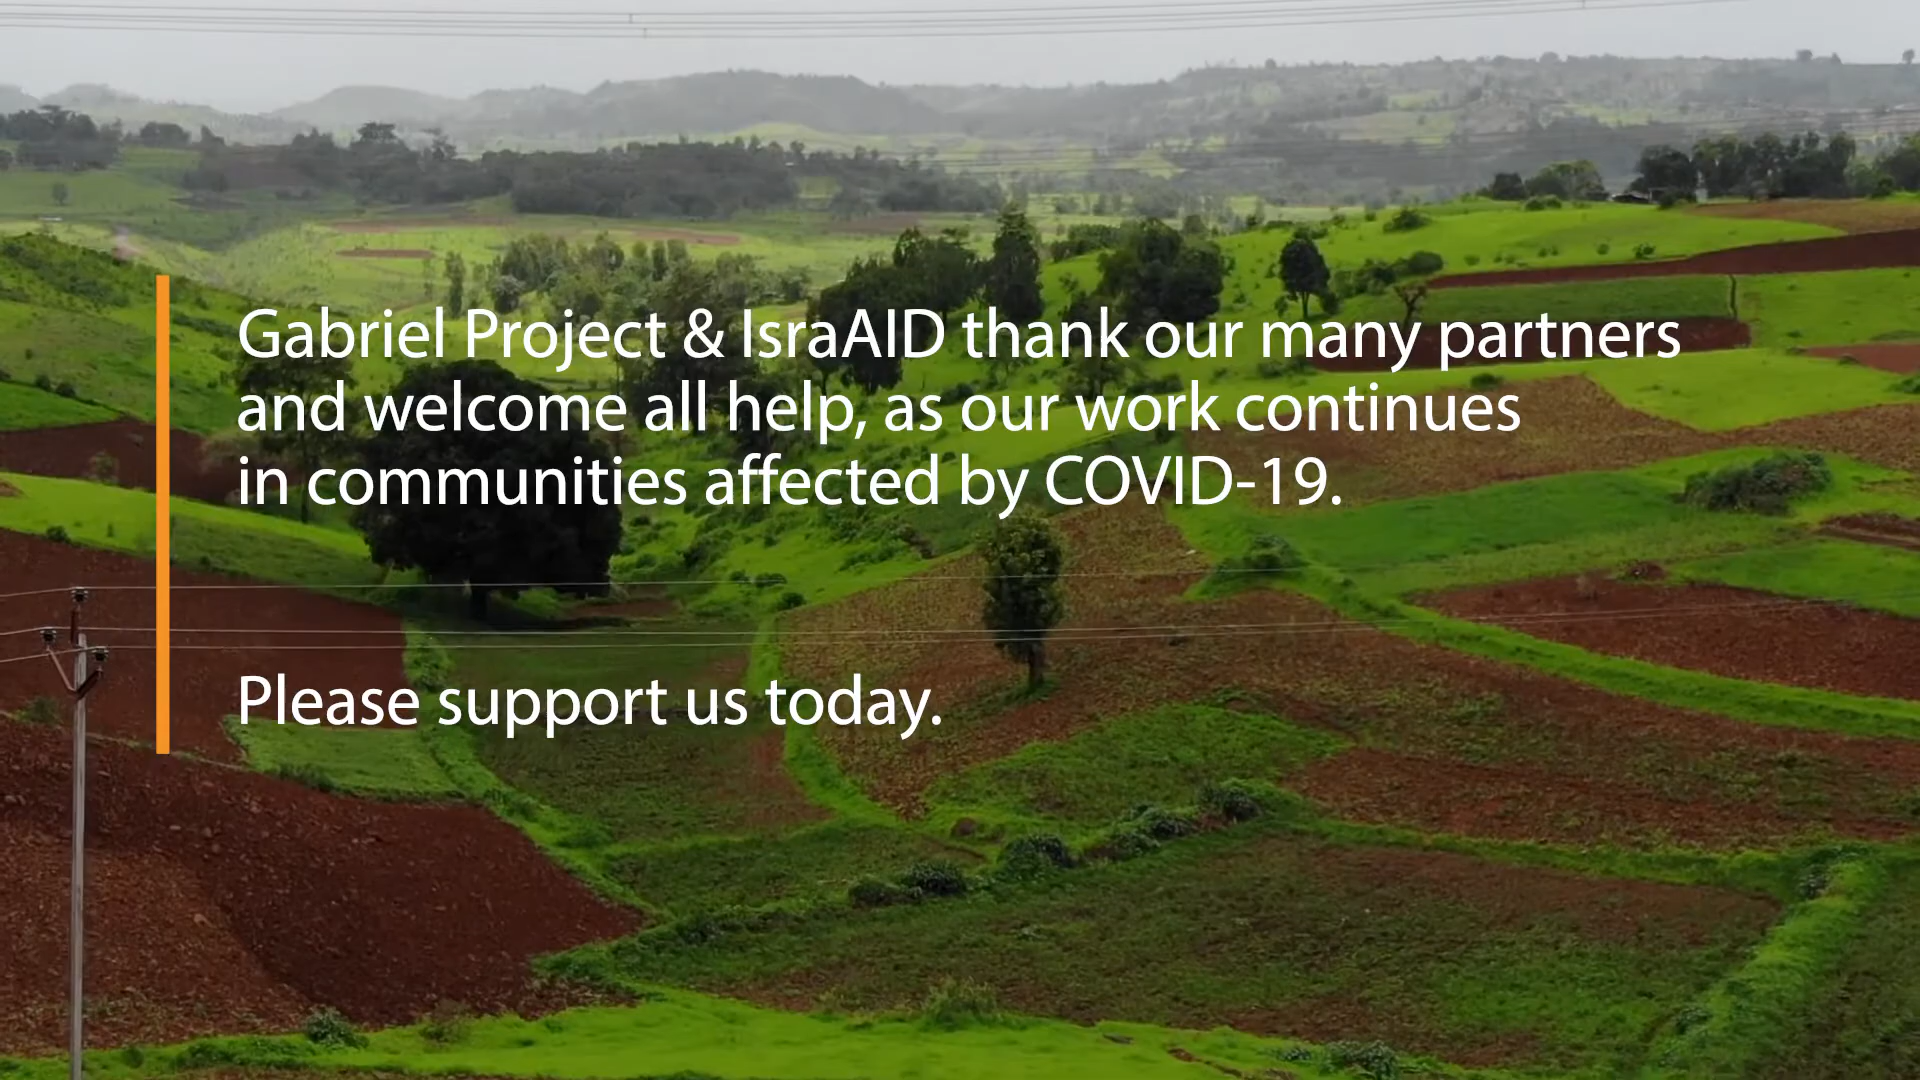 Gabriel Project & IsraAID thank our many partners
and welcome all help, as our work continues
in communities affected by COVID-19.
Please support us today.